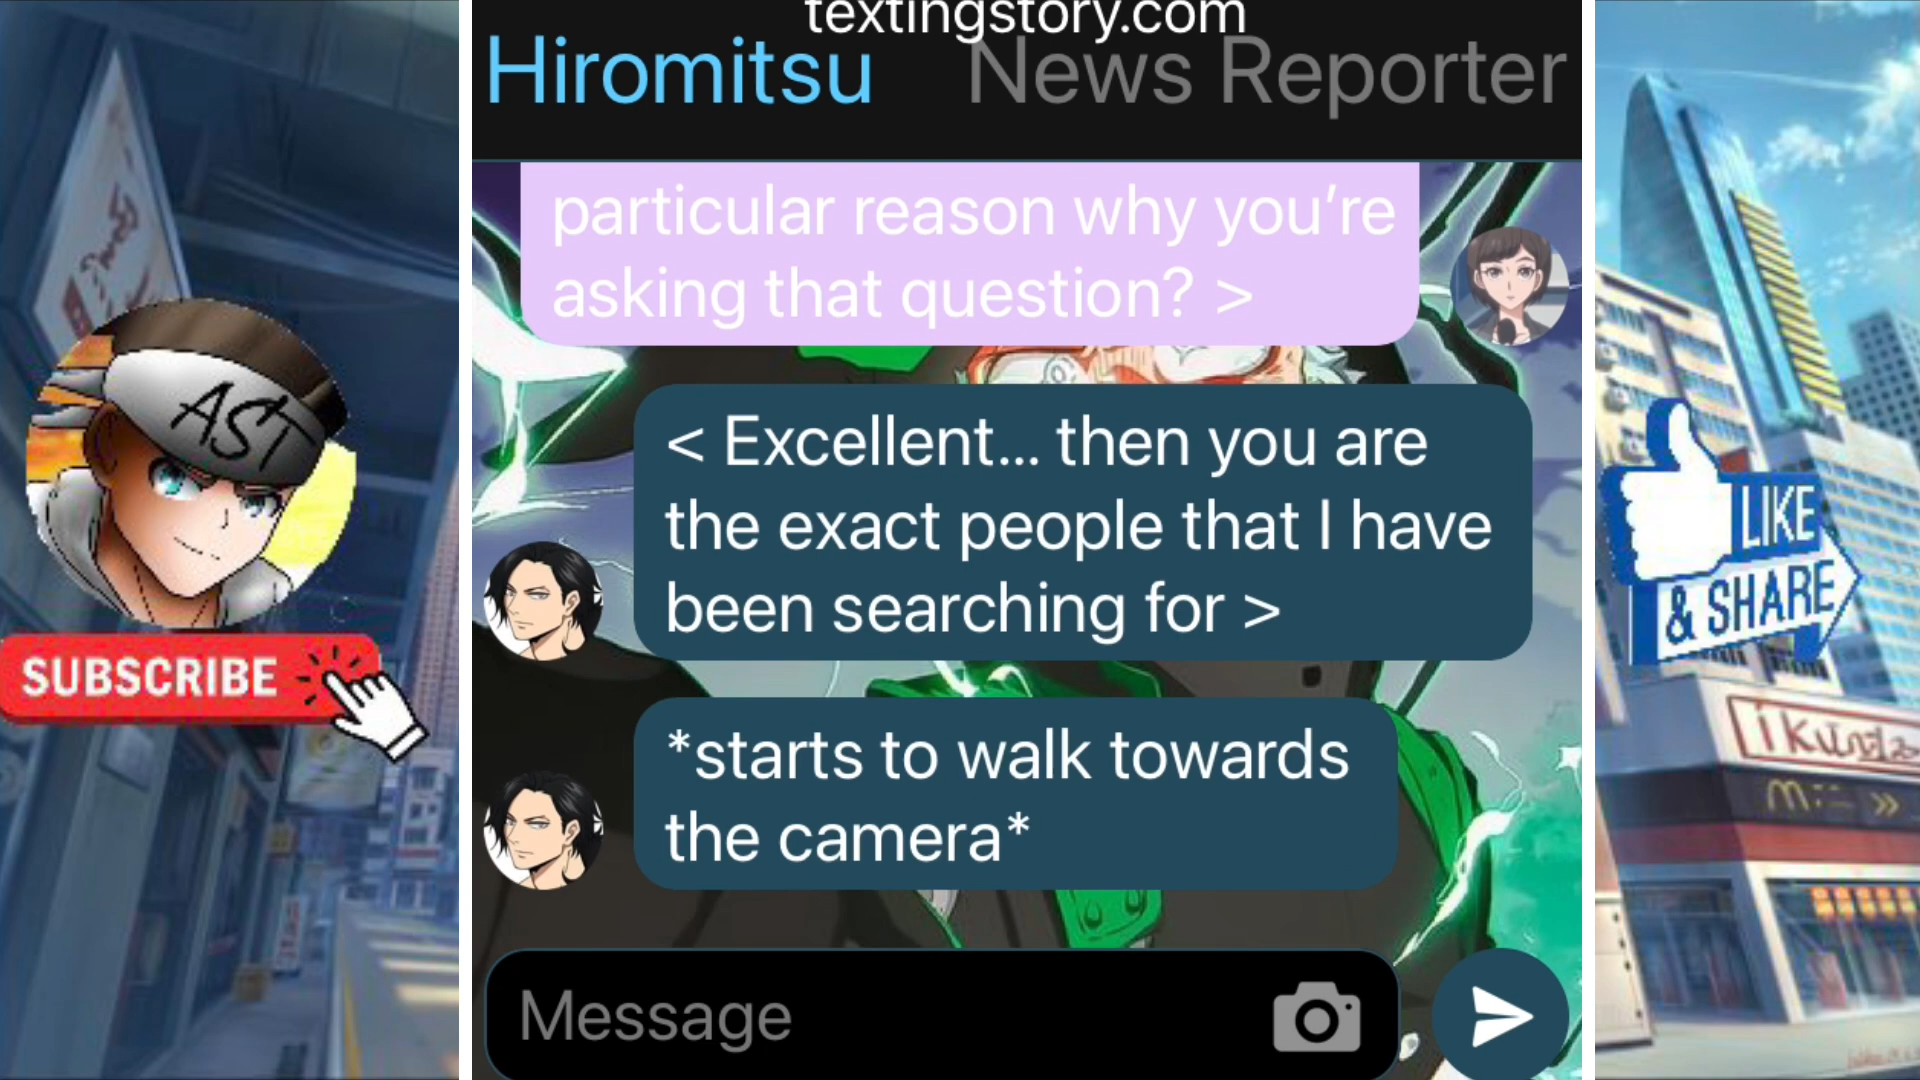 textingstory.com
Hiromitsu
News Reporter
particular reason why you’re
asking that question? >
< Excellent... then you are
the exact people that I have
been searching for >
*starts to walk towards
the camera*
Message
AST
SUBSCRIBE
LIKE
& SHARE